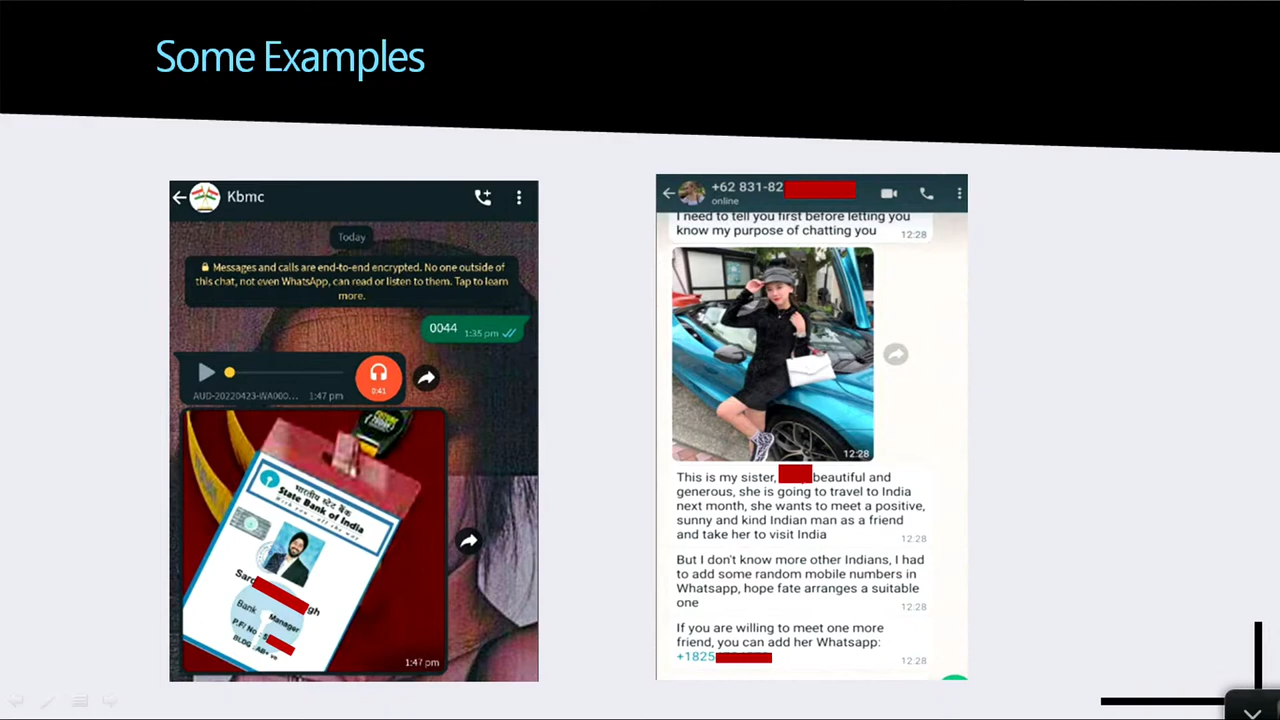 Some Examples
Kbmc
Today
Messages and calls are end-to-end encrypted. No one outside of
this chat, not even WhatsApp, can read or listen to them. Tap to learn
more.
0044
1:35 pm
0:41
AUD-20220423-WA000...
1:47 pm
भारतीय स्टेट बैंक
State Bank of India
Bank Manager
P.F/ No
1:47 pm
+62 831-82
online
I need to tell you first before letting you
know my purpose of chatting you
12:28
12:28
This is my sister, beautiful and
generous, she is going to travel to India
next month, she wants to meet a positive,
sunny and kind Indian man as a friend
and take her to visit India
12:28
But I don't know more other Indians, I had
to add some random mobile numbers in
Whatsapp, hope fate arranges a suitable
one
12:28
If you are willing to meet one more
friend, you can add her Whatsapp:
+1825
12:28